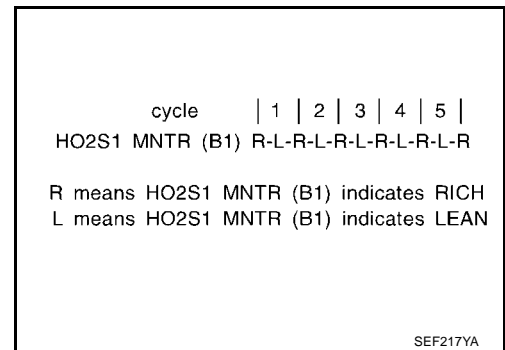 cycle | 1 | 2 | 3 | 4 | 5 |
HO2S1 MNTR (B1) R-L-R-L-R-L-R-L-R-L-R
R means HO2S1 MNTR (B1) indicates RICH
L means HO2S1 MNTR (B1) indicates LEAN
SEF217YA